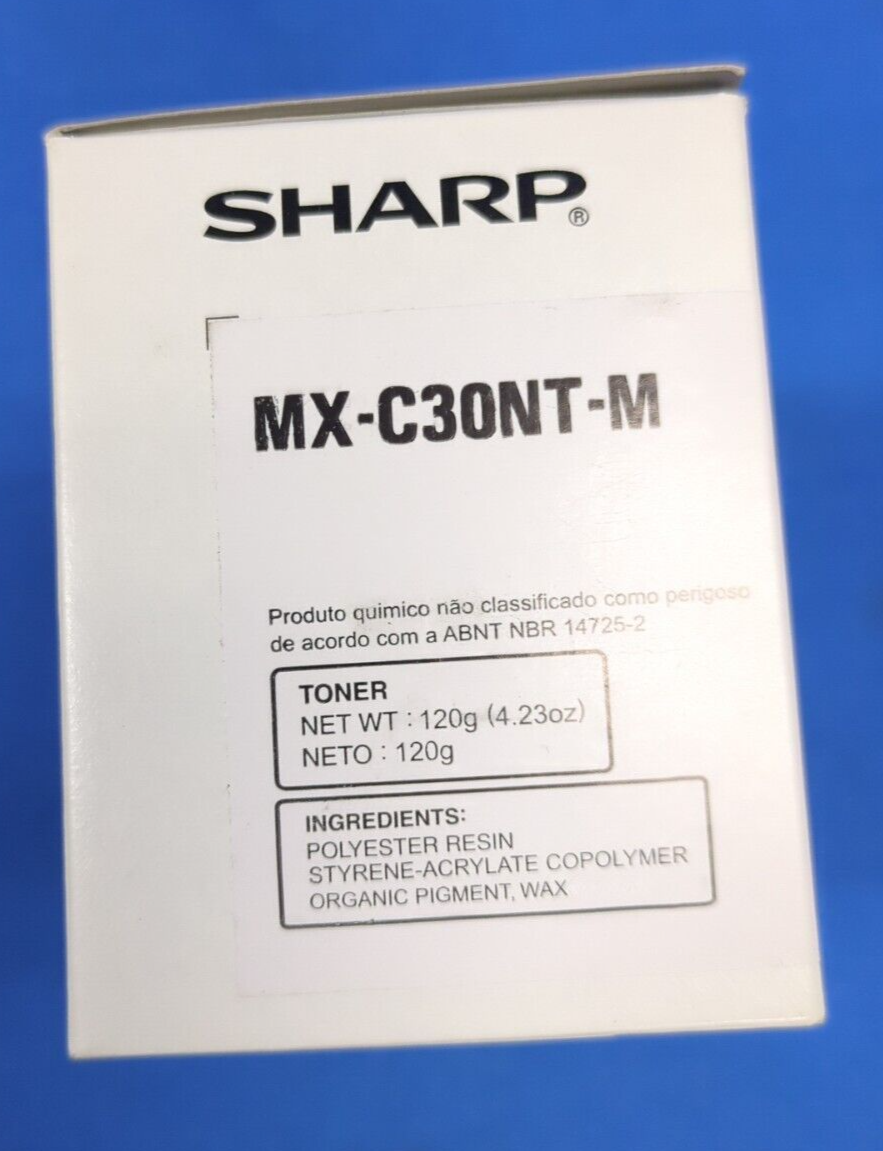 SHARP®
MX-C30NT-M
Produto quimico não classificado como perigoso
de acordo com a ABNT NBR 14725-2
TONER
NET WT : 120g (4.23oz)
NETO : 120g
INGREDIENTS:
POLYESTER RESIN
STYRENE-ACRYLATE COPOLYMER
ORGANIC PIGMENT, WAX